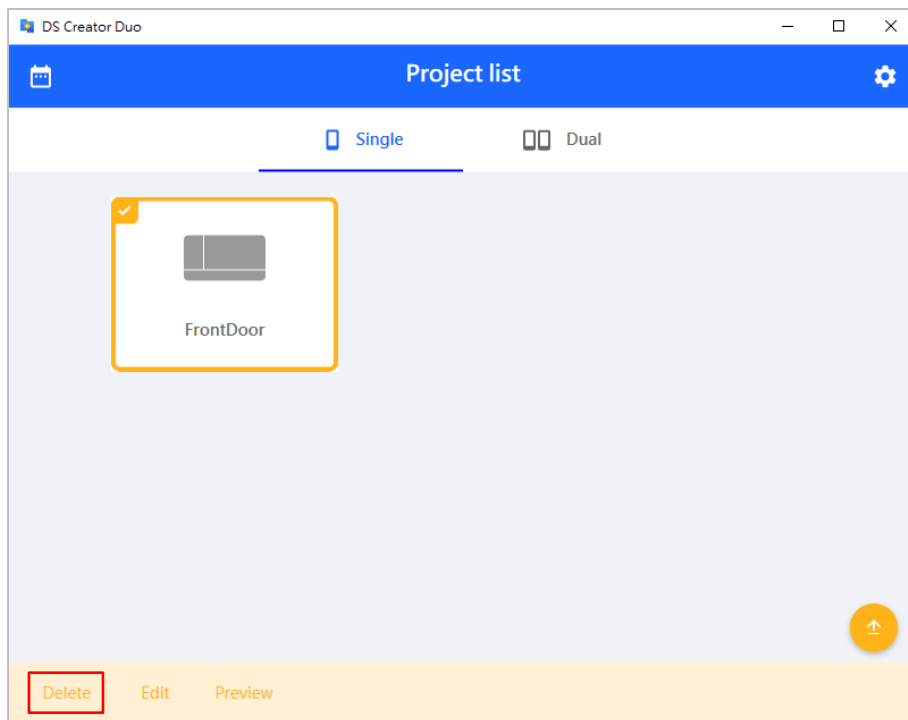 DS Creator Duo
Project list
Single Dual
FrontDoor
Delete Edit Preview